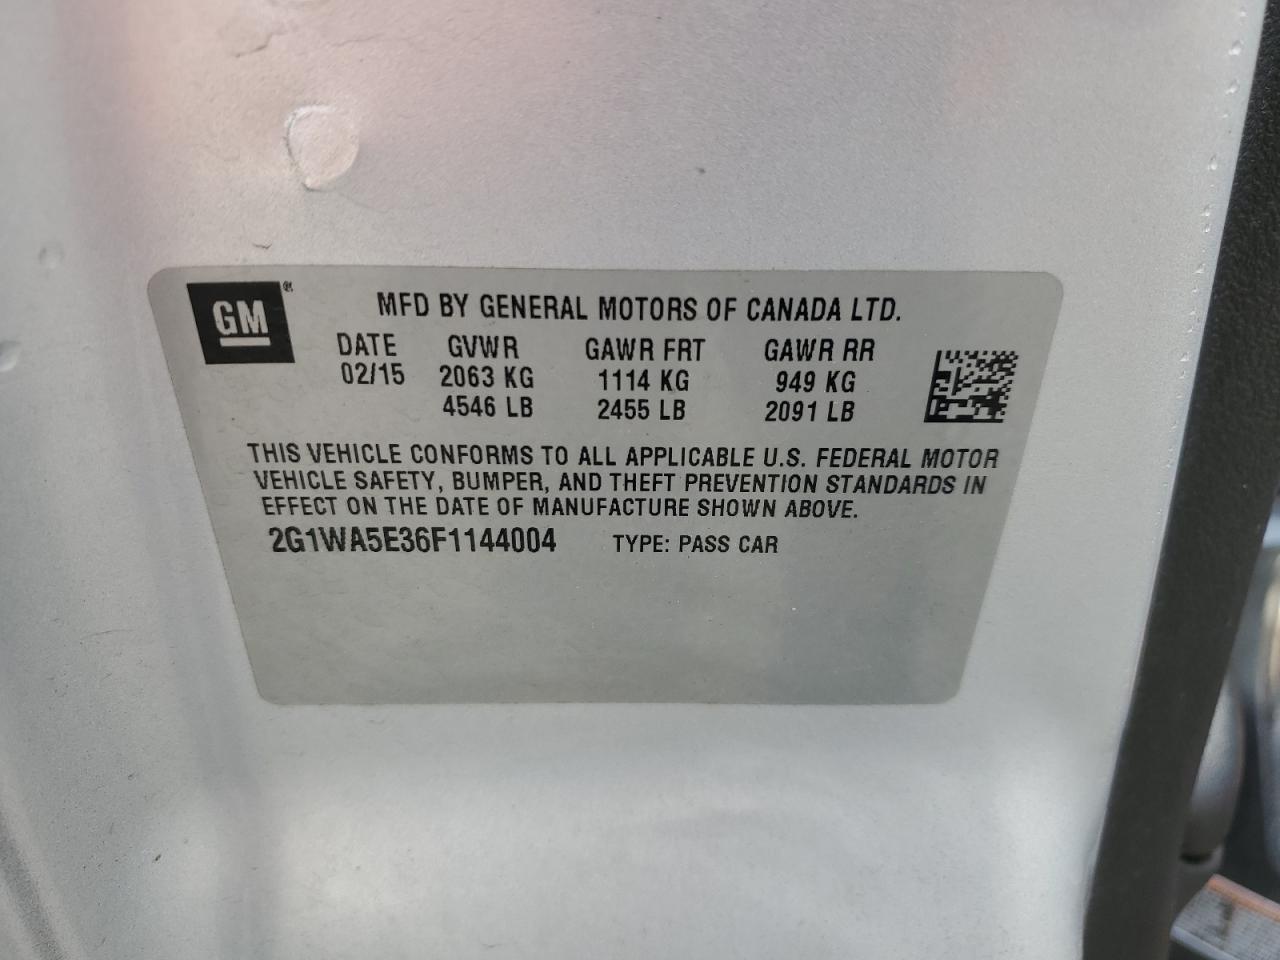 GM®
MFD BY GENERAL MOTORS OF CANADA LTD.
DATE GVWR GAWR FRT GAWR RR
02/15 2063 KG 1114 KG 949 KG
4546 LB 2455 LB 2091 LB
THIS VEHICLE CONFORMS TO ALL APPLICABLE U.S. FEDERAL MOTOR
VEHICLE SAFETY, BUMPER, AND THEFT PREVENTION STANDARDS IN
EFFECT ON THE DATE OF MANUFACTURE SHOWN ABOVE.
2G1WA5E36F1144004 TYPE: PASS CAR